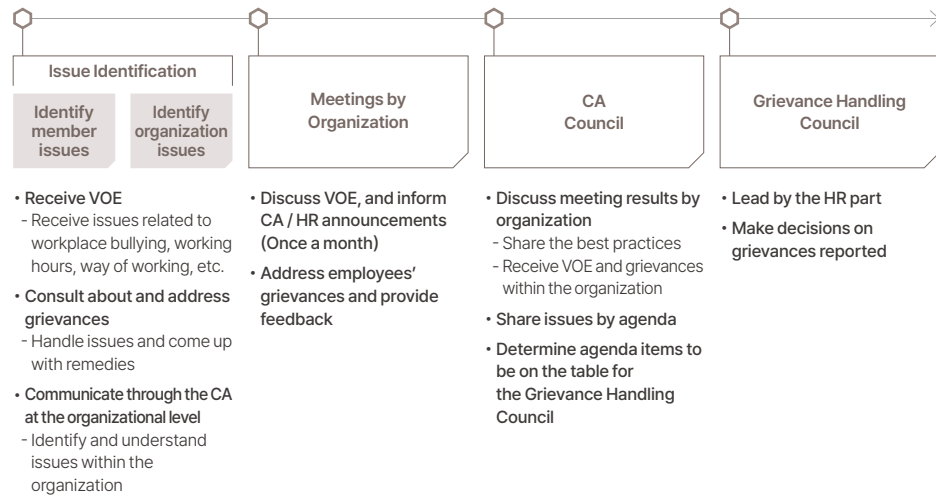 Issue Identification
Identify
member
issues
Identify
organization
issues
• Receive VOE
- Receive issues related to
workplace bullying, working
hours, way of working, etc.
• Consult about and address
grievances
- Handle issues and come up
with remedies
• Communicate through the CA
at the organizational level
- Identify and understand
issues within the
organization
Meetings by
Organization
• Discuss VOE, and inform
CA / HR announcements
(Once a month)
• Address employees’
grievances and provide
feedback
CA
Council
• Discuss meeting results by
organization
- Share the best practices
- Receive VOE and grievances
within the organization
• Share issues by agenda
• Determine agenda items to
be on the table for
the Grievance Handling
Council
Grievance Handling
Council
• Lead by the HR part
• Make decisions on
grievances reported